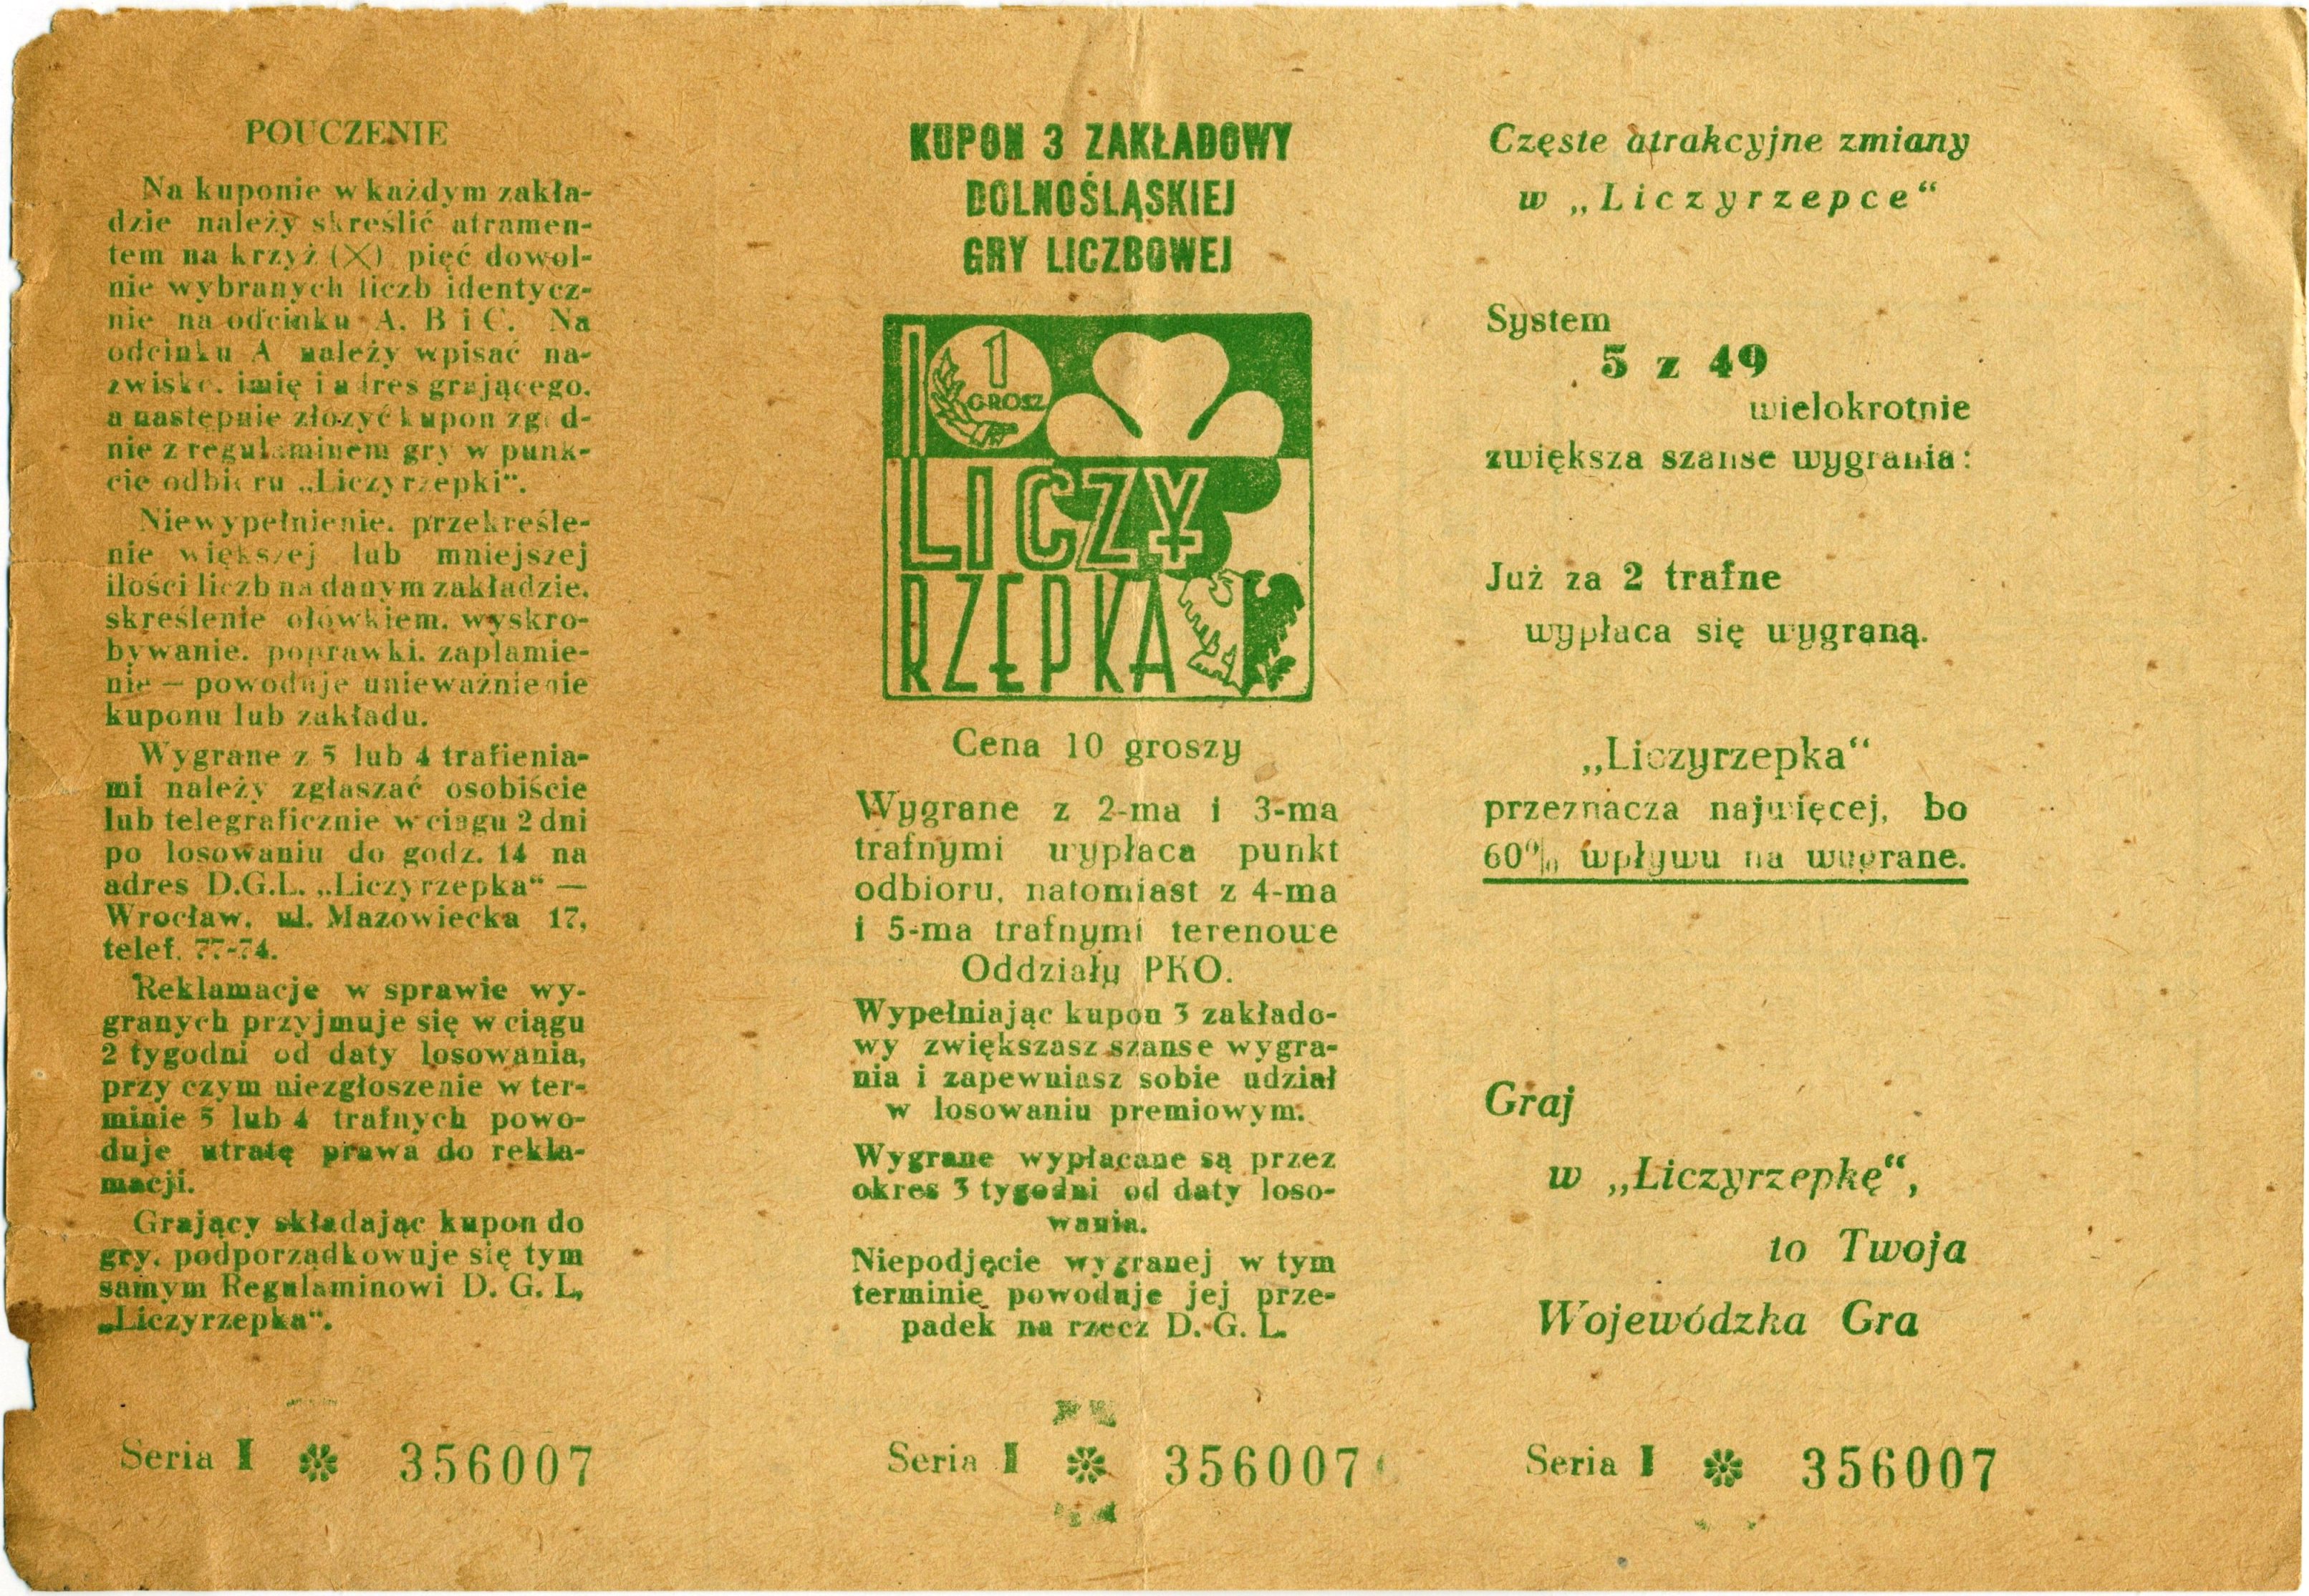 POUCZENIE
Na kuponie w każdym zakła-
dzie należy skreślić atramen-
tem na krzyż (X) pięć dowol-
nie wybranych liczb identycz-
nie na odcinku A. B i C. Na
odcinku A należy wpisać na-
zwisko, imię i adres grającego,
a następnie złożyć kupon zgod-
nie z regulaminem gry w punk-
cie odbioru „Liczyrzepki“.
Niewypełnienie, przekreśle-
nie większej lub mniejszej
ilości liczb na danym zakładzie,
skreślenie ołówkiem, wyskro-
bywanie, poprawki, zaplamie-
nie — powoduje unieważnienie
kuponu lub zakładu.
Wygrane z 5 lub 4 trafienia-
mi należy zgłaszać osobiście
lub telegraficznie w ciągu 2 dni
po losowaniu do godz. 14 na
adres D.G.L. „Liczyrzepka“ —
Wrocław, ul. Mazowiecka 17,
telef. 77-74.
Reklamacje w sprawie wy-
granych przyjmuje się w ciągu
2 tygodni od daty losowania,
przy czym niezgłoszenie w ter-
minie 5 lub 4 trafnych powo-
duje utratę prawa do rekla-
macji.
Grający składając kupon do
gry, podporządkowuje się tym
samym Regulaminowi D. G. L,
„Liczyrzepka“.
Seria I 356007
KUPON 3 ZAKŁADOWY
DOLNOŚLĄSKIEJ
GRY LICZBOWEJ
1
GROSZ
LICZY
RZEPKA
Cena 10 groszy
Wygrane z 2-ma i 3-ma
trafnymi wypłaca punkt
odbioru, natomiast z 4-ma
i 5-ma trafnymi terenowe
Oddziały PKO.
Wypełniając kupon 3 zakłado-
wy zwiększasz szanse wygra-
nia i zapewniasz sobie udział
w losowaniu premiowym.
Wygrane wypłacane są przez
okres 3 tygodni od daty loso-
wania.
Niepodjęcie wygranej w tym
terminie powoduje jej prze-
padek na rzecz D. G. L.
Seria I 356007
Częste atrakcyjne zmiany
w „Liczyrzepce“
System
5 z 49
wielokrotnie
zwiększa szanse wygrania:
Już za 2 trafne
wypłaca się wygraną.
„Liczyrzepka“
przeznacza najwięcej, bo
60% wpływu na wygrane.
Graj
w „Liczyrzepkę“,
to Twoja
Wojewódzka Gra
Seria I 356007